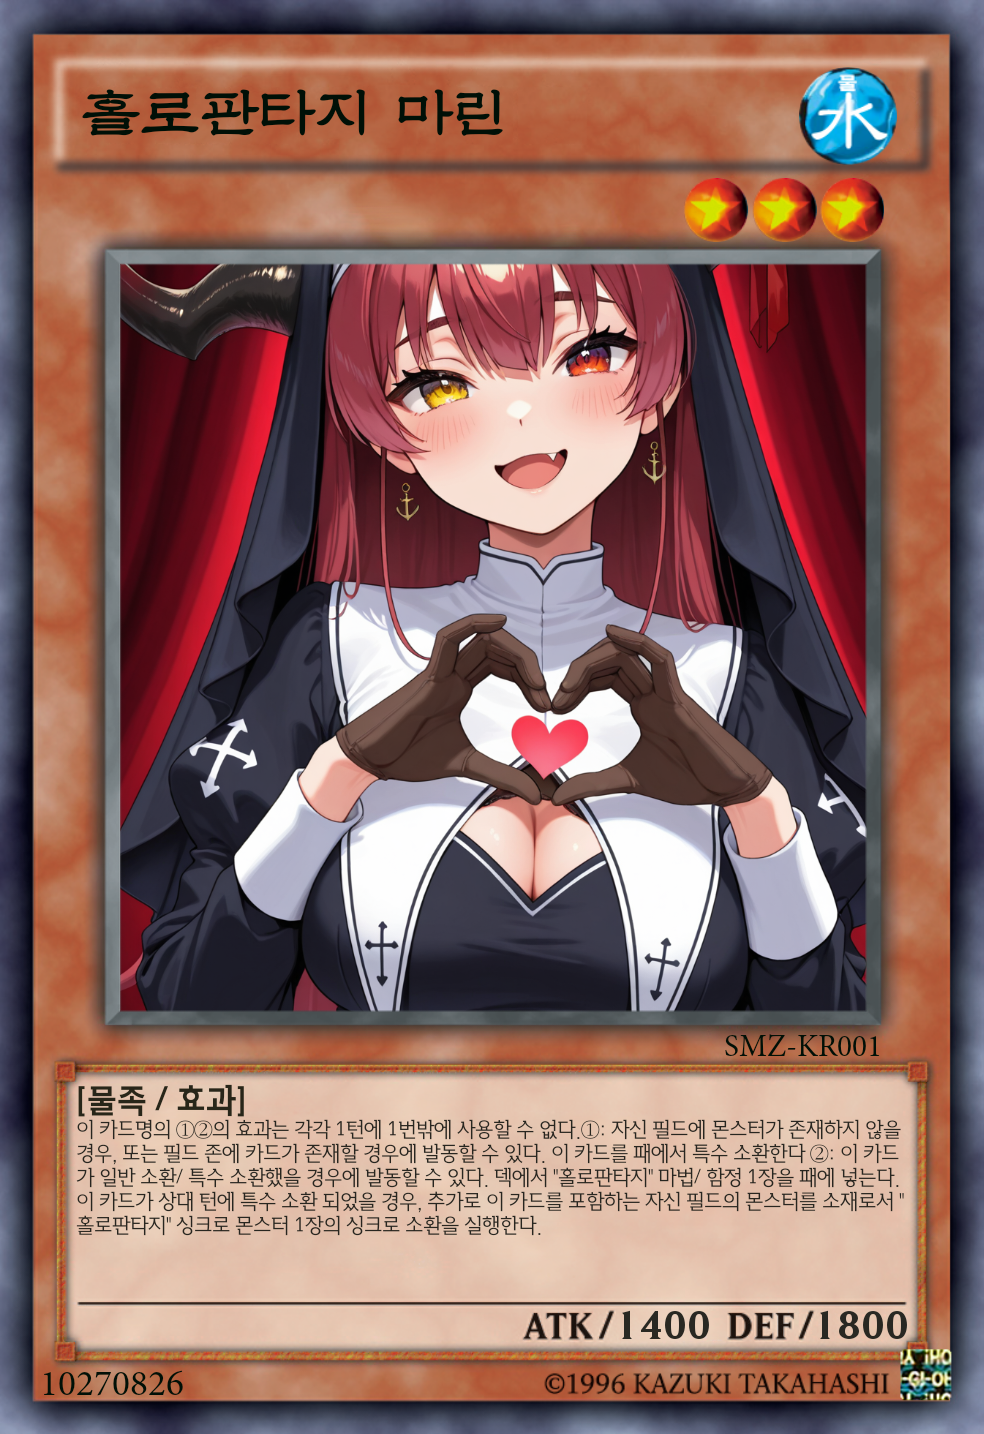 홀로판타지 마린
물
水
SMZ-KR001
[물족 / 효과]
이 카드명의 ①②의 효과는 각각 1턴에 1번밖에 사용할 수 없다.①: 자신 필드에 몬스터가 존재하지 않을
경우, 또는 필드 존에 카드가 존재할 경우에 발동할 수 있다. 이 카드를 패에서 특수 소환한다 ②: 이 카드
가 일반 소환/ 특수 소환했을 경우에 발동할 수 있다. 덱에서 "홀로판타지" 마법/ 함정 1장을 패에 넣는다.
이 카드가 상대 턴에 특수 소환 되었을 경우, 추가로 이 카드를 포함하는 자신 필드의 몬스터를 소재로서 "
홀로판타지" 싱크로 몬스터 1장의 싱크로 소환을 실행한다.
ATK/1400 DEF/1800
10270826
©1996 KAZUKI TAKAHASHI